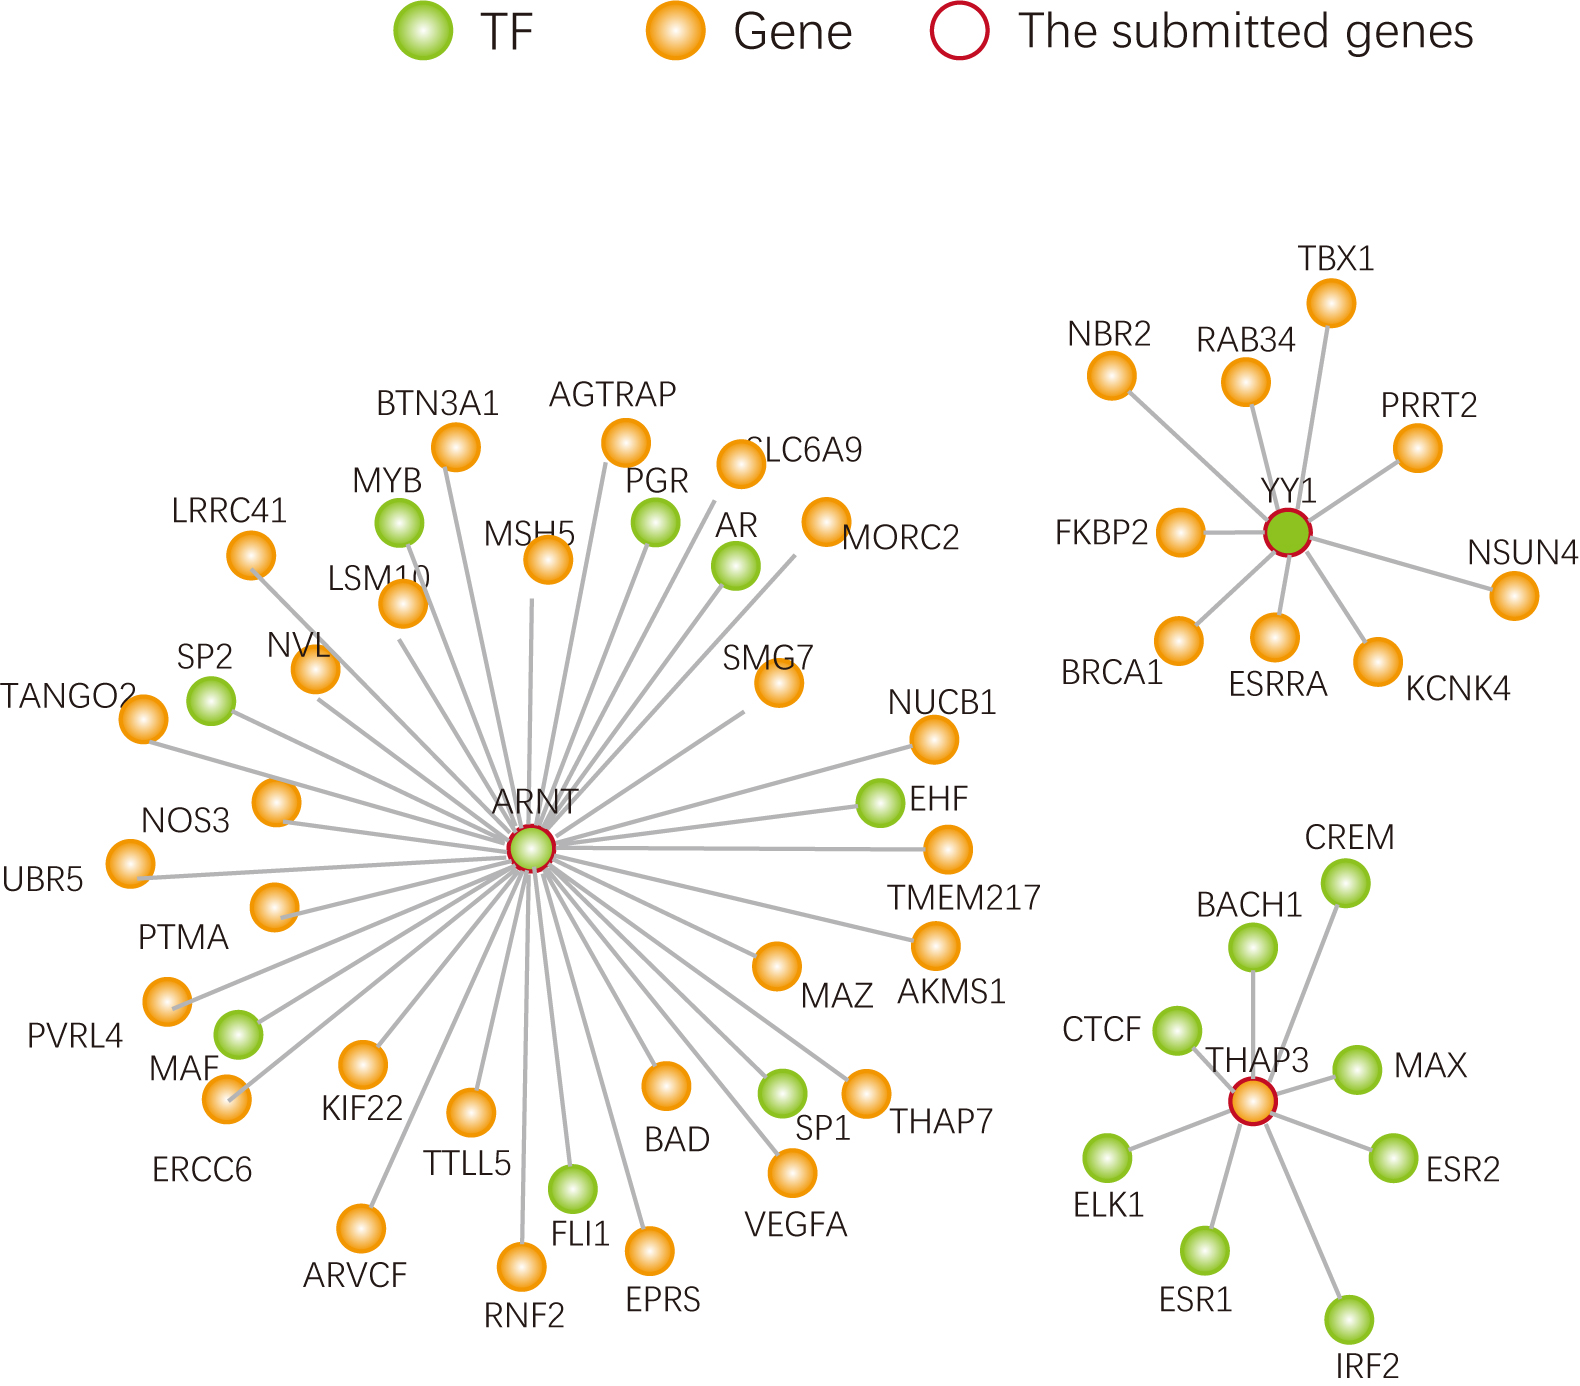 TF Gene The submitted genes
TBX1
NBR2
RAB34
PRRT2
YY1
FKBP2
NSUN4
BRCA1
ESRRA
KCNK4
AGTRAP
BTN3A1
SLC6A9
MYB
PGR
LRRC41
AR
MSH5
MORC2
LSM10
NVL
SP2
SMG7
TANGO2
NUCB1
ARNT
EHF
NOS3
UBR5
TMEM217
PTMA
MAZ
AKMS1
PVRL4
MAF
KIF22
SP1
THAP7
BAD
ERCC6
TTLL5
VEGFA
FLI1
ARVCF
EPRS
RNF2
CREM
BACH1
CTCF
THAP3
MAX
ESR2
ELK1
ESR1
IRF2